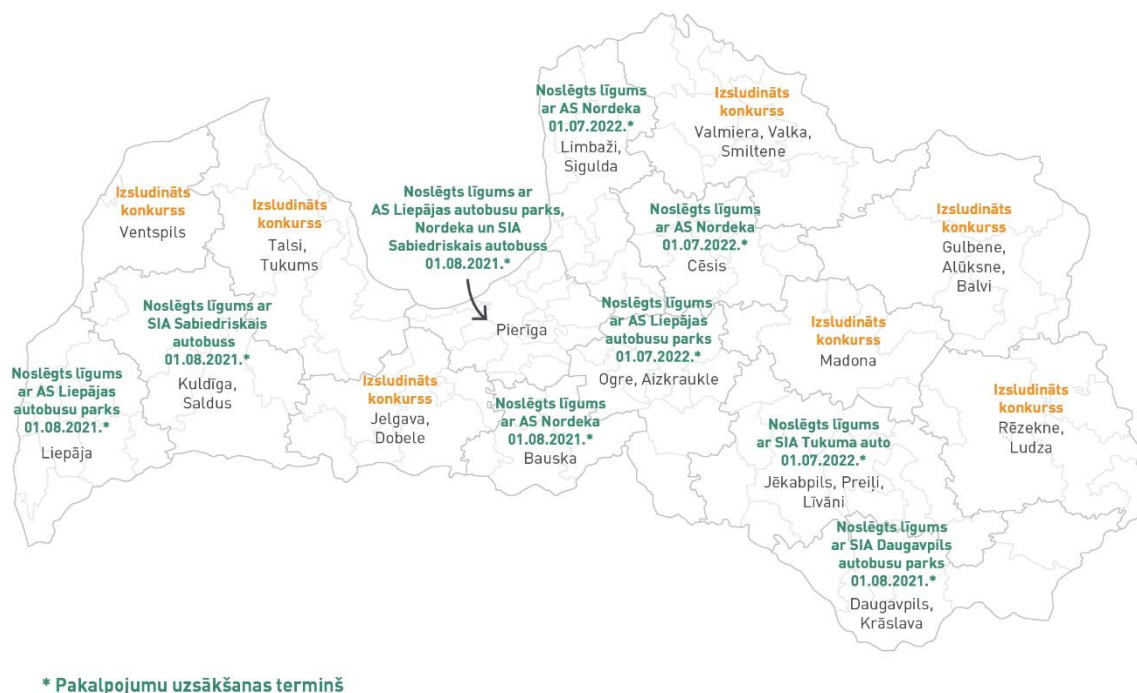 Noslēgts līgums
ar AS Nordeka
01.07.2022.*
Limbaži,
Sigulda
Izsludināts
konkurss
Valmiera, Valka,
Smiltene
Izsludināts
konkurss
Ventspils
Izsludināts
konkurss
Talsi,
Tukums
Noslēgts līgums ar
AS Liepājas autobusu parks,
Nordeka un SIA
Sabiedriskais autobuss
01.08.2021.*
Pierīga
Noslēgts līgums
ar AS Nordeka
01.07.2022.*
Cēsis
Izsludināts
konkurss
Gulbene,
Alūksne,
Balvi
Noslēgts līgums ar
SIA Sabiedriskais
autobuss
01.08.2021.*
Kuldīga,
Saldus
Noslēgts līgums
ar AS Liepājas
autobusu parks
01.07.2022.*
Ogre, Aizkraukle
Izsludināts
konkurss
Madona
Noslēgts līgums
ar AS Liepājas
autobusu parks
01.08.2021.*
Liepāja
Izsludināts
konkurss
Jelgava,
Dobele
Noslēgts līgums
ar AS Nordeka
01.08.2021.*
Bauska
Izsludināts
konkurss
Rēzekne,
Ludza
Noslēgts līgums
ar SIA Tukuma auto
01.07.2022.*
Jēkabpils, Preiļi,
Līvāni
Noslēgts līgums
ar SIA Daugavpils
autobusu parks
01.08.2021.*
Daugavpils,
Krāslava
* Pakalpojumu uzsākšanas termiņš